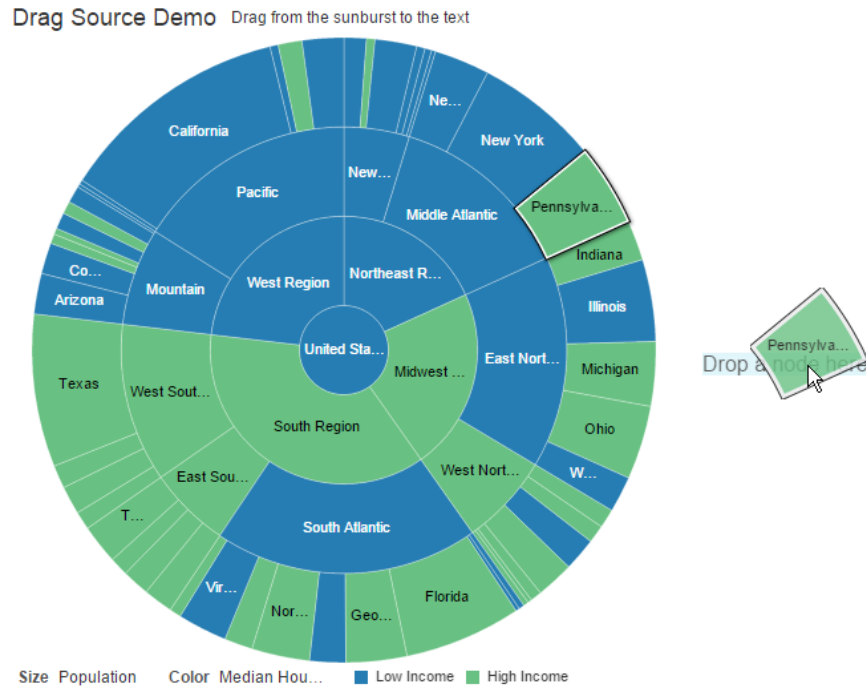 Drag Source Demo Drag from the sunburst to the text
California
Ne...
New York
Pacific
New...
Middle Atlantic
Pennsylva...
Indiana
Co...
Arizona
Mountain
West Region
Northeast R...
Illinois
United Sta...
East Nort...
Pennsylva...
Drop a node here
Texas
West Sout...
Midwest ...
Michigan
South Region
Ohio
East Sou...
West Nort...
W...
T...
South Atlantic
Vir...
Nor...
Geo...
Florida
Size Population Color Median Hou... Low Income High Income